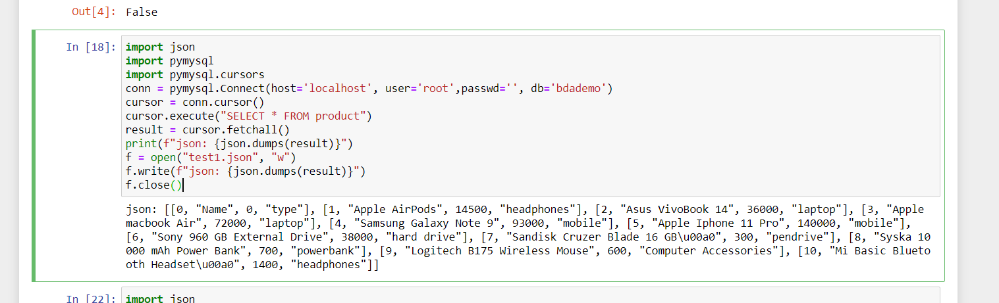 Out[4]: False
In [18]: import json
import pymysql
import pymysql.cursors
conn = pymysql.Connect(host='localhost', user='root',passwd='', db='bdademo')
cursor = conn.cursor()
cursor.execute("SELECT * FROM product")
result = cursor.fetchall()
print(f"json: {json.dumps(result)}")
f = open("test1.json", "w")
f.write(f"json: {json.dumps(result)}")
f.close()
json: [[0, "Name", 0, "type"], [1, "Apple AirPods", 14500, "headphones"], [2, "Asus VivoBook 14", 36000, "laptop"], [3, "Apple
macbook Air", 72000, "laptop"], [4, "Samsung Galaxy Note 9", 93000, "mobile"], [5, "Apple Iphone 11 Pro", 140000, "mobile"],
[6, "Sony 960 GB External Drive", 38000, "hard drive"], [7, "Sandisk Cruzer Blade 16 GB\u00a0", 300, "pendrive"], [8, "Syska 10
000 mAh Power Bank", 700, "powerbank"], [9, "Logitech B175 Wireless Mouse", 600, "Computer Accessories"], [10, "Mi Basic Blueto
oth Headset\u00a0", 1400, "headphones"]]
In [22]: import json